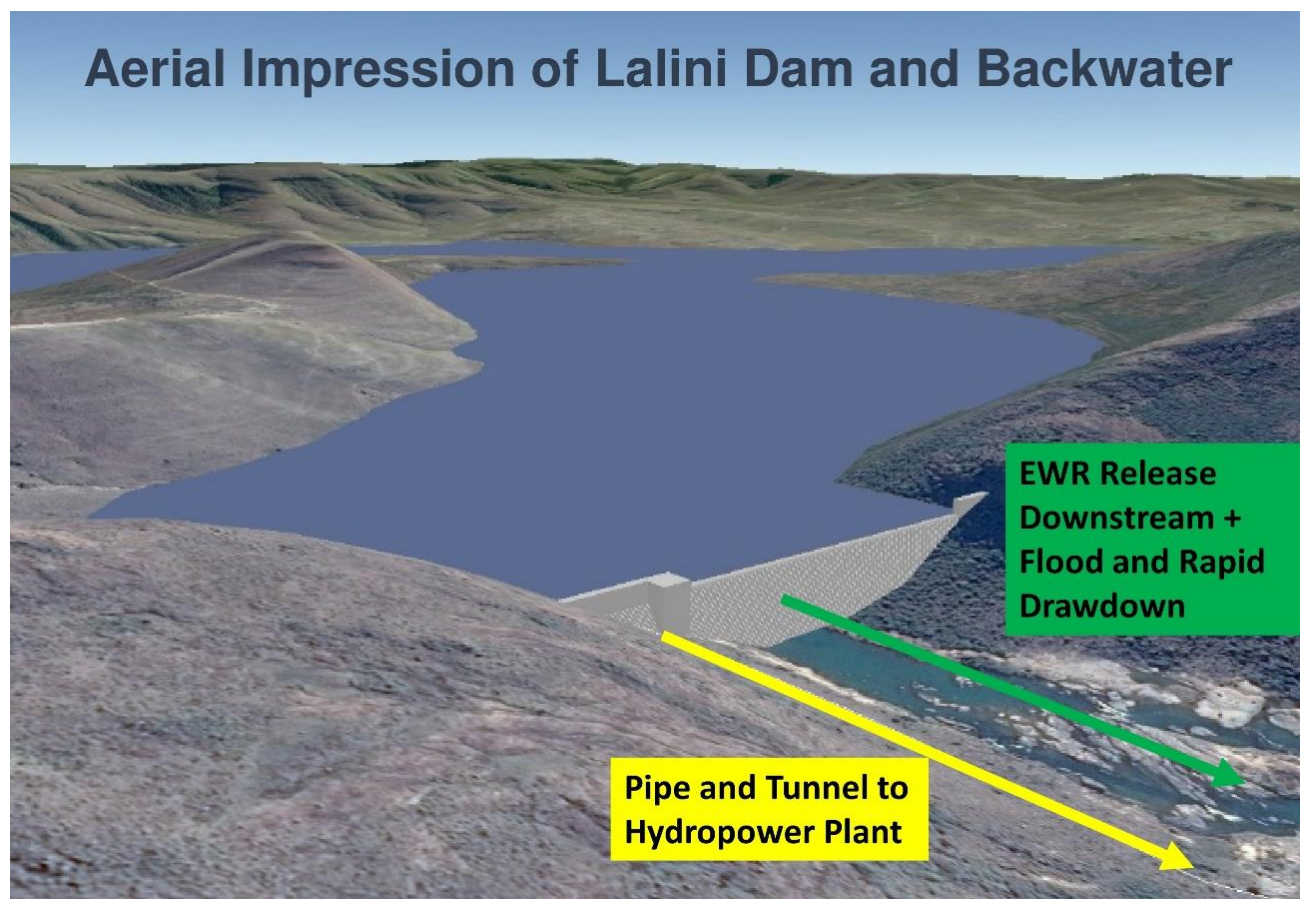 Aerial Impression of Lalini Dam and Backwater
EWR Release
Downstream +
Flood and Rapid
Drawdown
Pipe and Tunnel to
Hydropower Plant